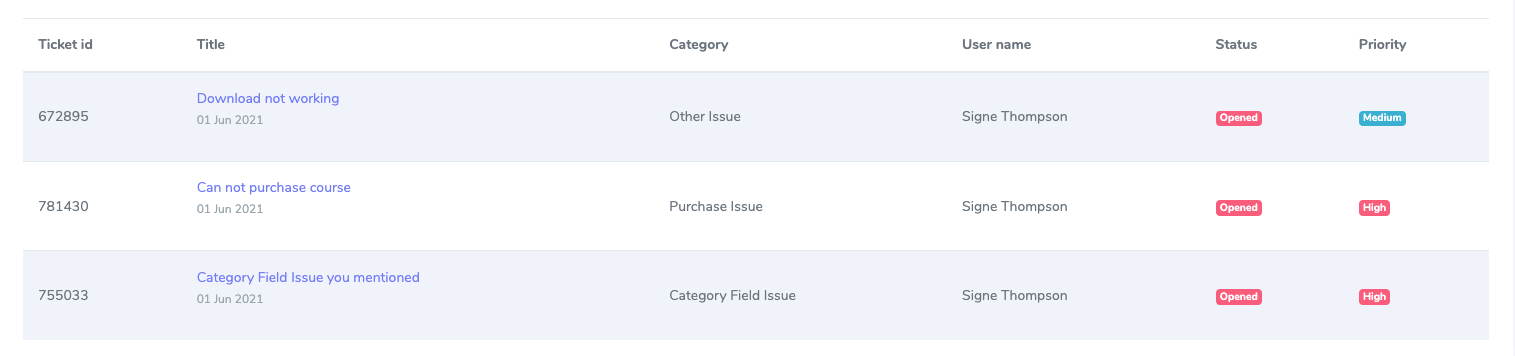 Ticket id Title Category User name Status Priority
Download not working
672895 Other Issue Signe Thompson Opened Medium
01 Jun 2021
Can not purchase course
781430 Purchase Issue Signe Thompson Opened High
01 Jun 2021
Category Field Issue you mentioned
755033 Category Field Issue Signe Thompson Opened High
01 Jun 2021